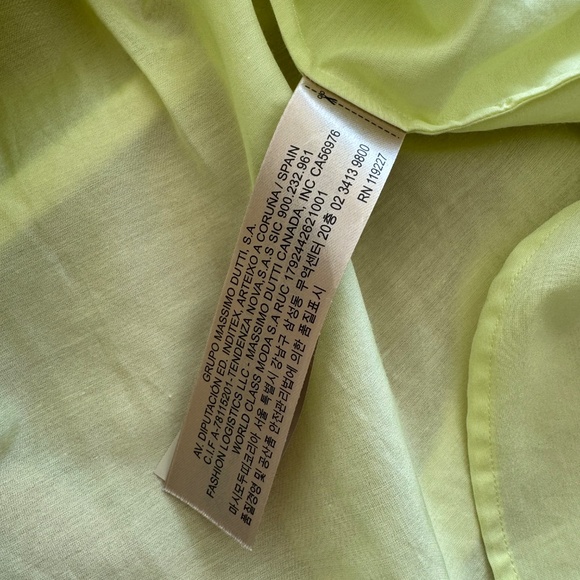 GRUPO MASSIMO DUTTI, S.A.
AV. DIPUTACIÓN ED. INDITEX, ARTEIXO A CORUÑA / SPAIN
C.I.F A-78115201-TENDENZA NOVA,S.A.S SIC 900.232.961
FASHION LOGISTICS LLC - MASSIMO DUTTI CANADA, INC CA56976
WORLD CLASS MODA S.A RUC 1792442621001
마시모두띠코리아 서울 특별시 강남구 삼성동 무역센터 20층 02 3413 9800
품질경영 및 공산품 안전관리법에 의한 품질표시
RN 119227